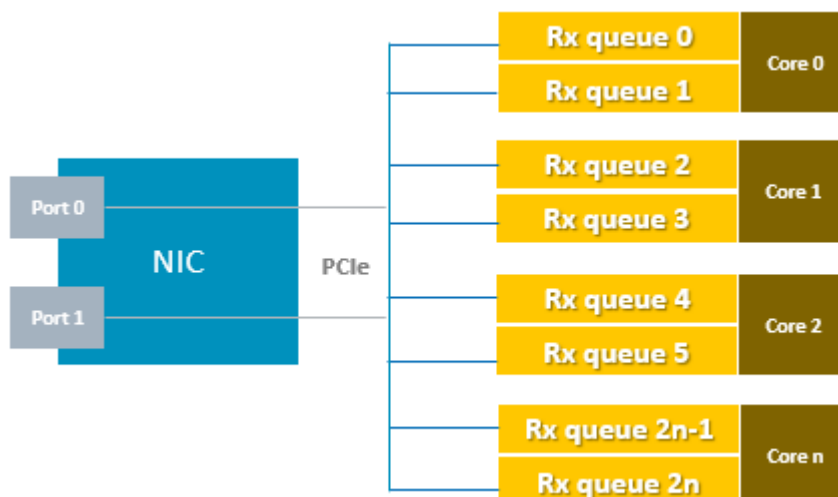 Rx queue 0
Core 0
Rx queue 1
Rx queue 2
Core 1
Rx queue 3
Port 0
NIC
PCIe
Port 1
Rx queue 4
Core 2
Rx queue 5
Rx queue 2n-1
Core n
Rx queue 2n